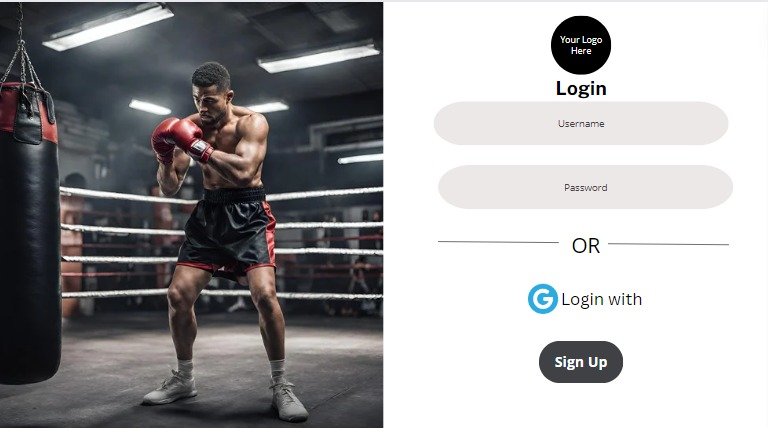 Your Logo
Here
Login
Username
Password
OR
G Login with
Sign Up